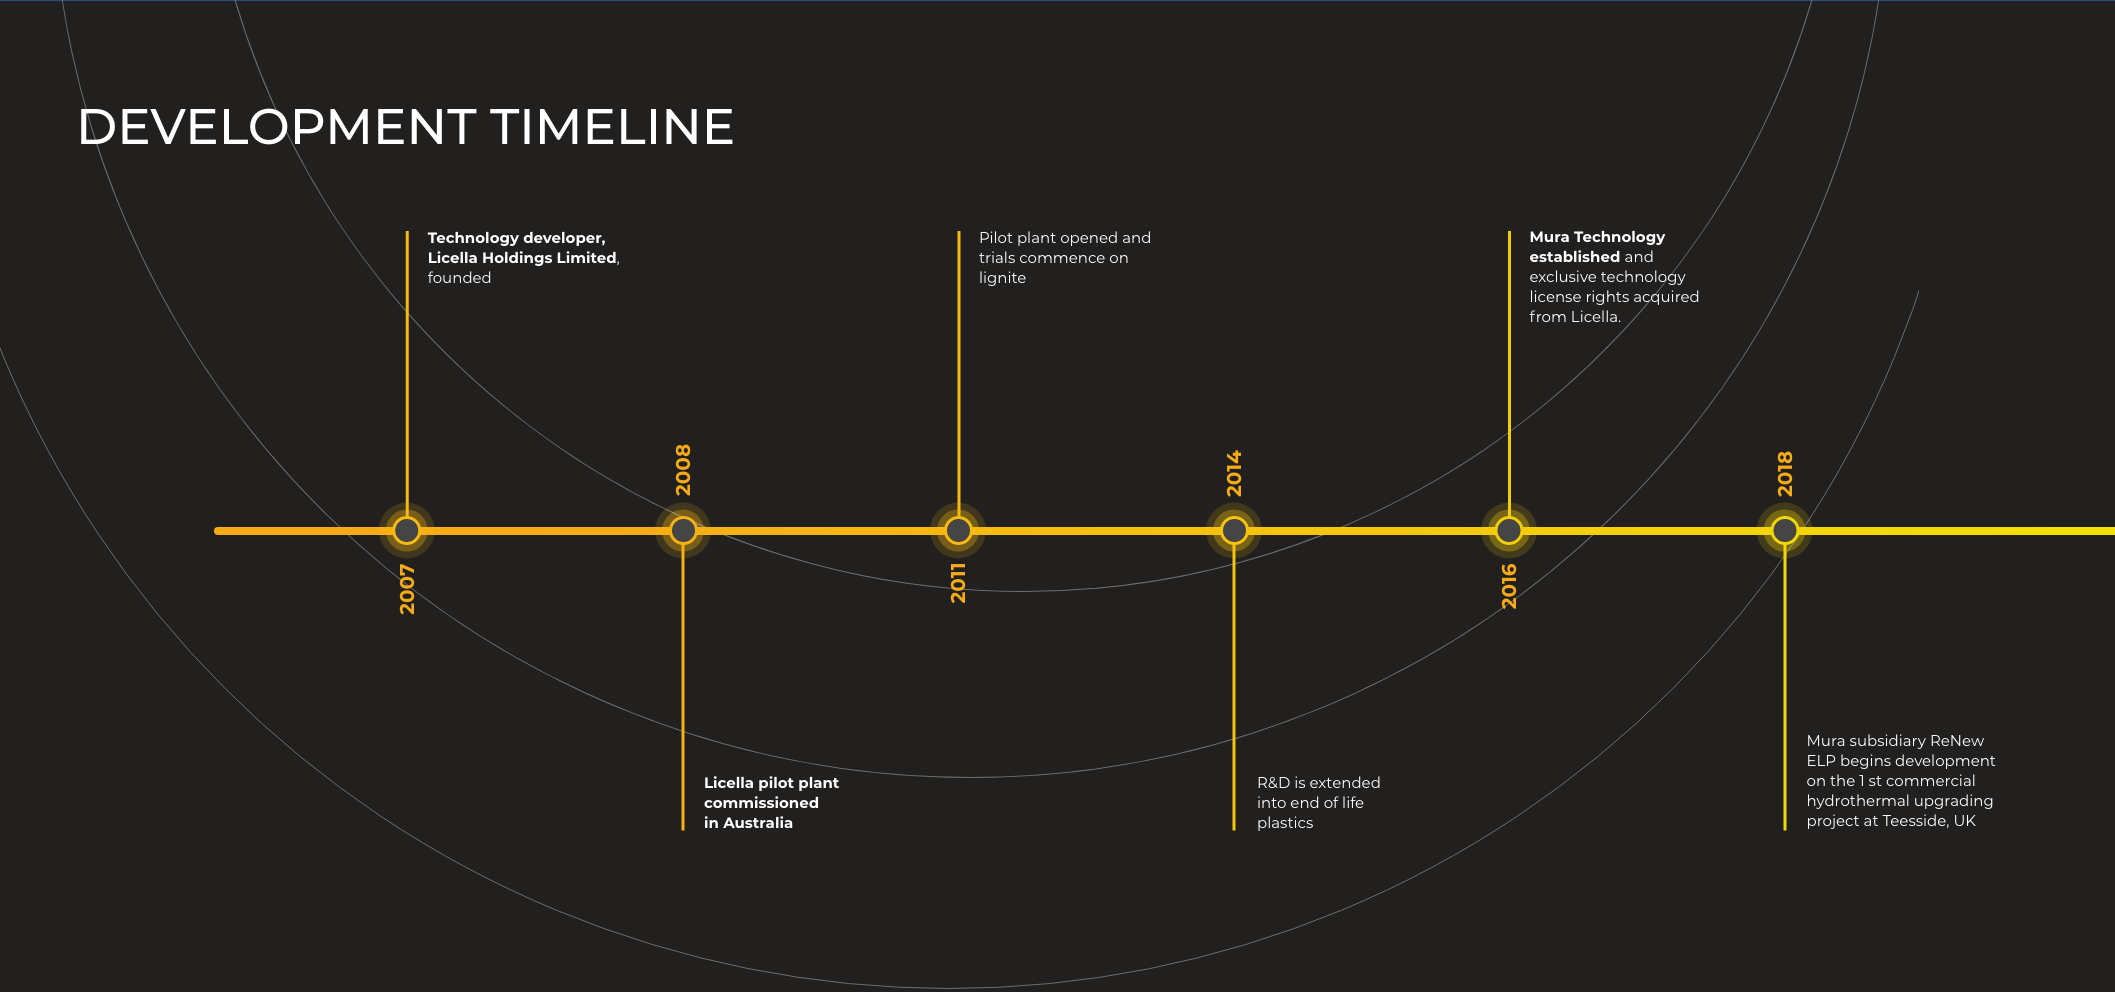 DEVELOPMENT TIMELINE
Technology developer,
Licella Holdings Limited,
founded
2007
2008
Licella pilot plant
commissioned
in Australia
Pilot plant opened and
trials commence on
lignite
2011
2014
R&D is extended
into end of life
plastics
Mura Technology
established and
exclusive technology
license rights acquired
from Licella.
2016
2018
Mura subsidiary ReNew
ELP begins development
on the 1 st commercial
hydrothermal upgrading
project at Teesside, UK